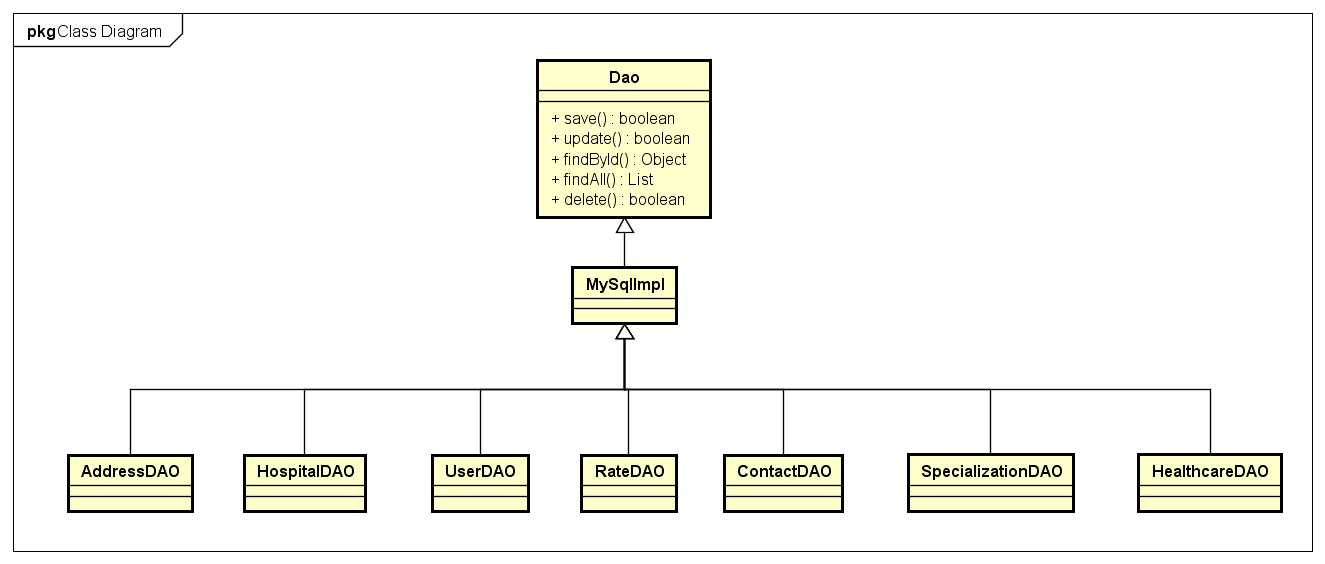 pkg Class Diagram
Dao
+ save() : boolean
+ update() : boolean
+ findById() : Object
+ findAll() : List
+ delete() : boolean
MySqlImpl
AddressDAO
HospitalDAO
UserDAO
RateDAO
ContactDAO
SpecializationDAO
HealthcareDAO